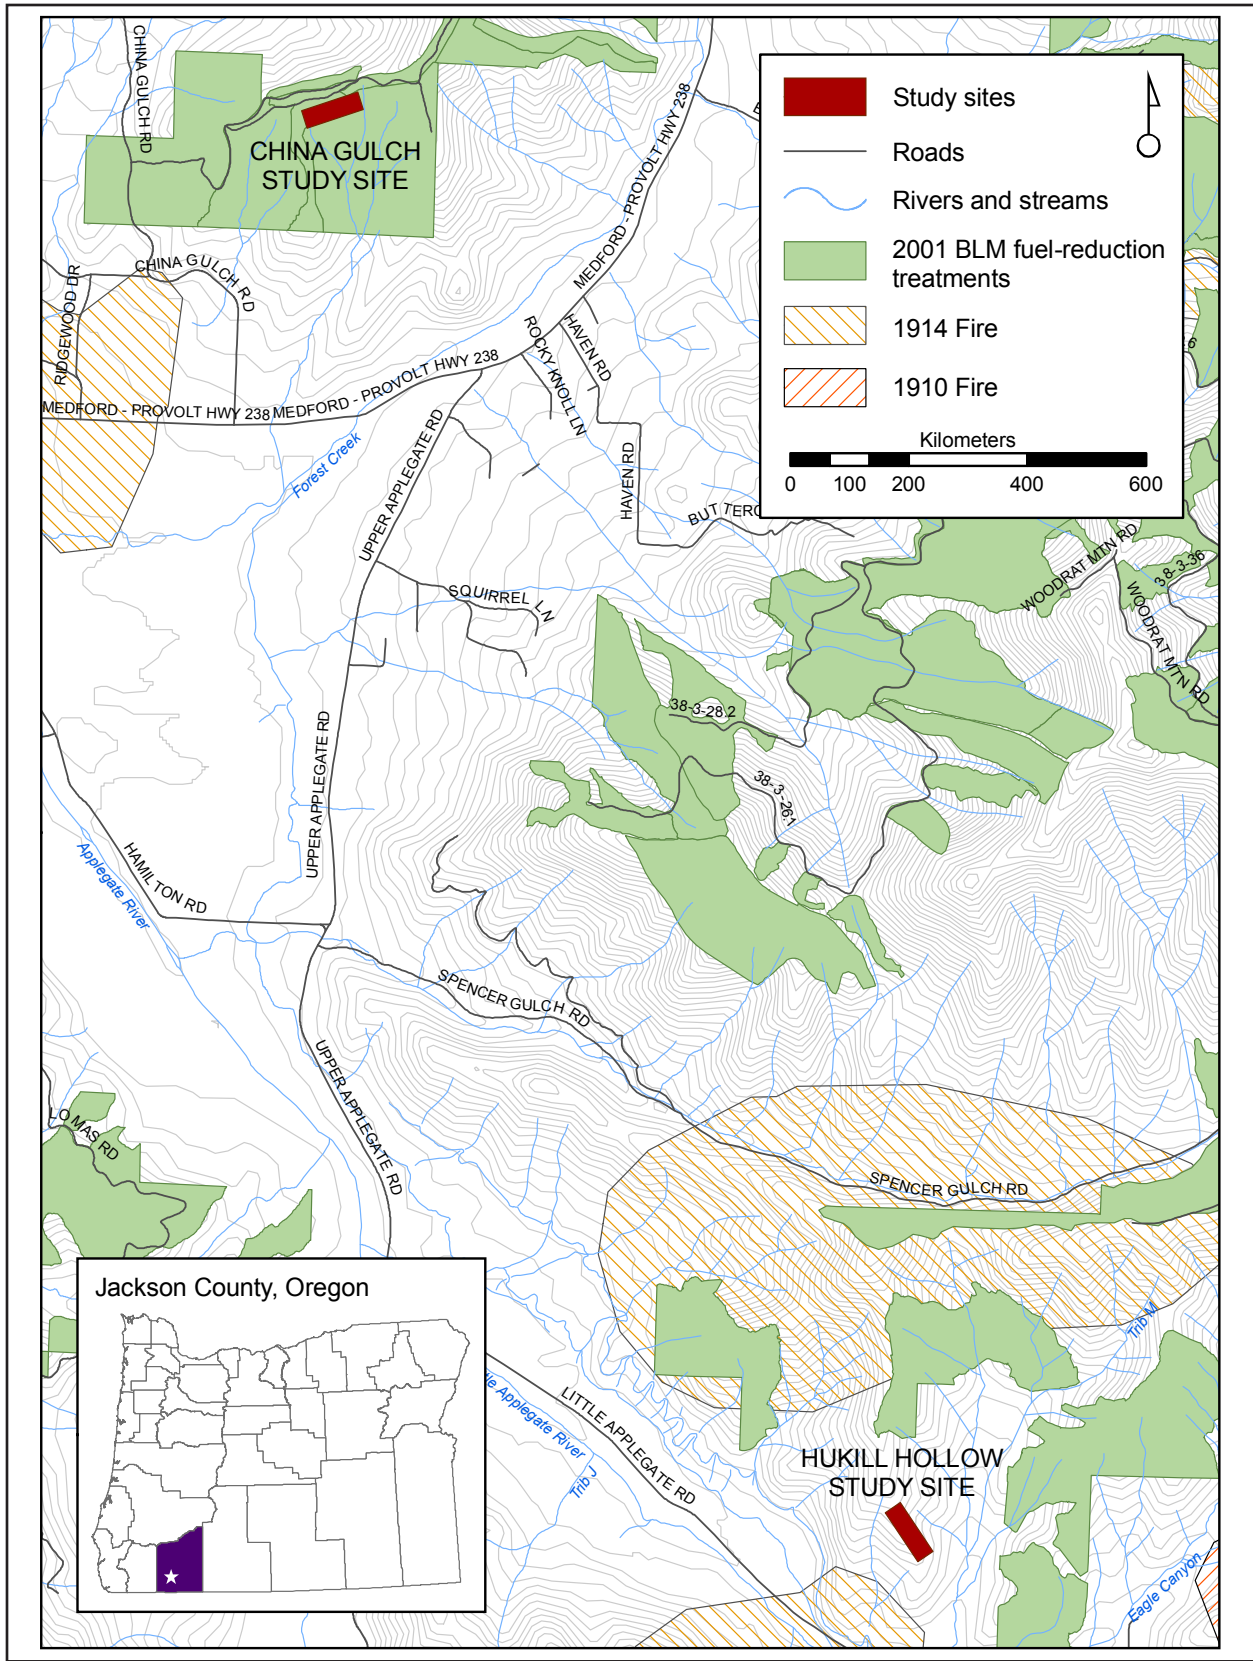 CHINA GULCH RD
CHINA GULCH
STUDY SITE
MEDFORD - PROVOLT HWY 238
Study sites
Roads
Rivers and streams
2001 BLM fuel-reduction
treatments
1914 Fire
1910 Fire
Kilometers
0 100 200 400 600
CHINA GULCH RD
RIDGEWOOD DR
MEDFORD - PROVOLT HWY 238
MEDFORD - PROVOLT HWY 238
ROCKY KNOLL LN
HAVEN RD
HAVEN RD
Forest Creek
UPPER APPLEGATE RD
SQUIRREL LN
WOODRAT MTN RD
38-3-36
WOODRAT MTN RD
38-3-28.2
38-3-26.1
UPPER APPLEGATE RD
HAMILTON RD
Applegate River
SPENCER GULCH RD
UPPER APPLEGATE RD
LO MAS RD
SPENCER GULCH RD
Trib M
Jackson County, Oregon
Applegate River
Trib J
LITTLE APPLEGATE RD
HUKILL HOLLOW
STUDY SITE
Eagle Canyon